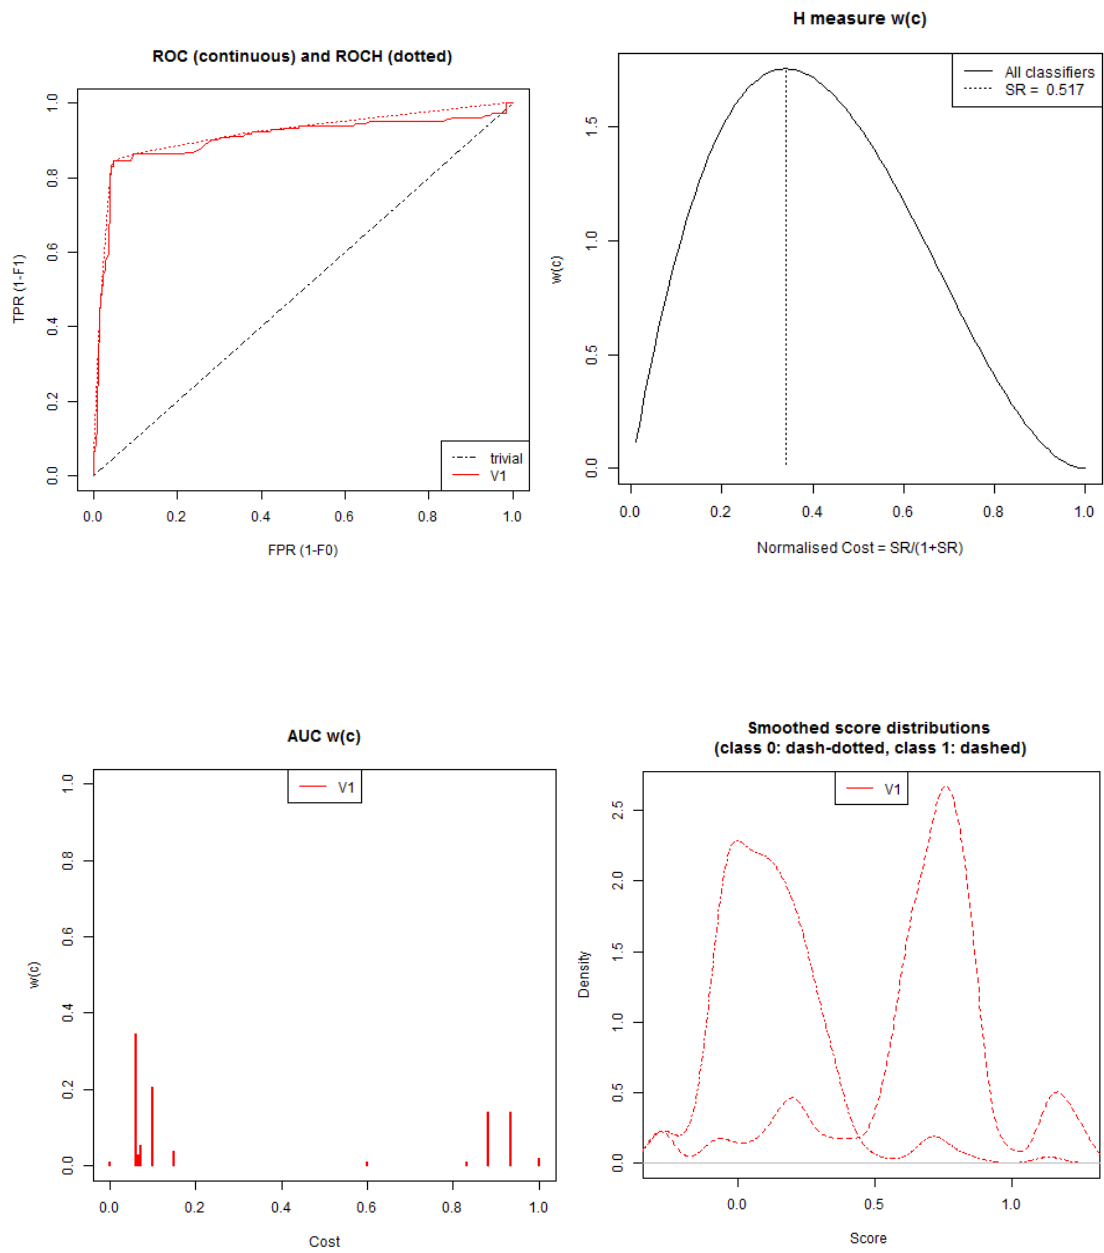 ROC (continuous) and ROCH (dotted)
1.0
0.8
0.6
0.4
0.2
0.0
TPR (1-F1)
0.0 0.2 0.4 0.6 0.8 1.0
FPR (1-F0)
trivial
V1
H measure w(c)
1.5
1.0
0.5
0.0
w(c)
0.0 0.2 0.4 0.6 0.8 1.0
Normalised Cost = SR/(1+SR)
All classifiers
SR = 0.517
AUC w(c)
1.0
0.8
0.6
0.4
0.2
0.0
w(c)
0.0 0.2 0.4 0.6 0.8 1.0
Cost
V1
Smoothed score distributions
(class 0: dash-dotted, class 1: dashed)
2.5
2.0
1.5
1.0
0.5
0.0
Density
0.0 0.5 1.0
Score
V1